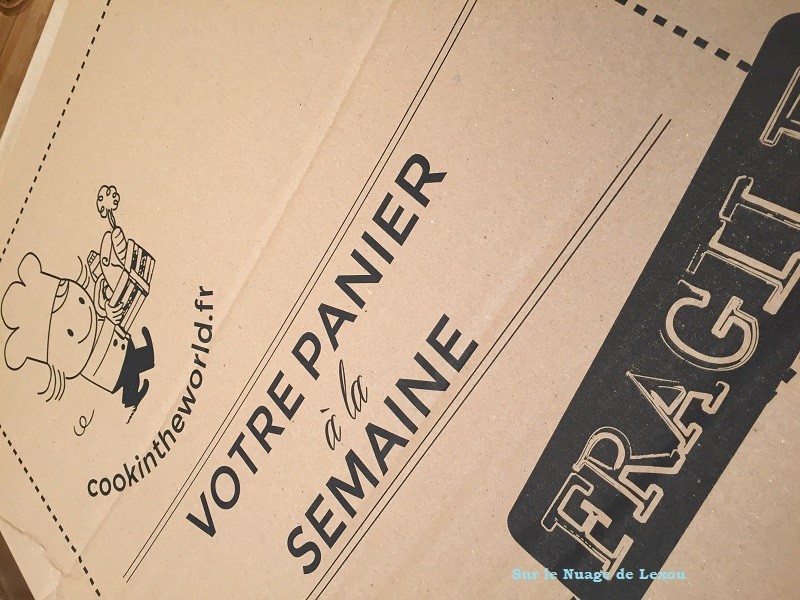 cookintheworld.fr
VOTRE PANIER
à la
SEMAINE
FRAGILE
Sur le Nuage de Lexou